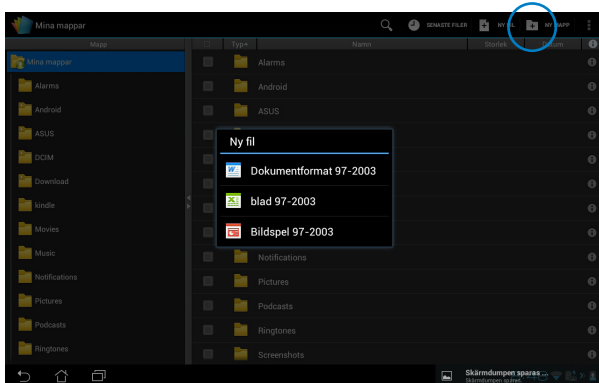 Mina mappar
SENASTE FILER
NY FIL
NY MAPP
Mapp
Typ
Namn
Storlek
Datum
Mina mappar
Alarms
Android
ASUS
DCIM
Download
kindle
Movies
Music
Notifications
Pictures
Podcasts
Ringtones
Alarms
Android
ASUS
Ny fil
Dokumentformat 97-2003
blad 97-2003
Bildspel 97-2003
Notifications
Pictures
Podcasts
Ringtones
Screenshots
Skärmdumpen sparas...
Skärmdumpen sparas